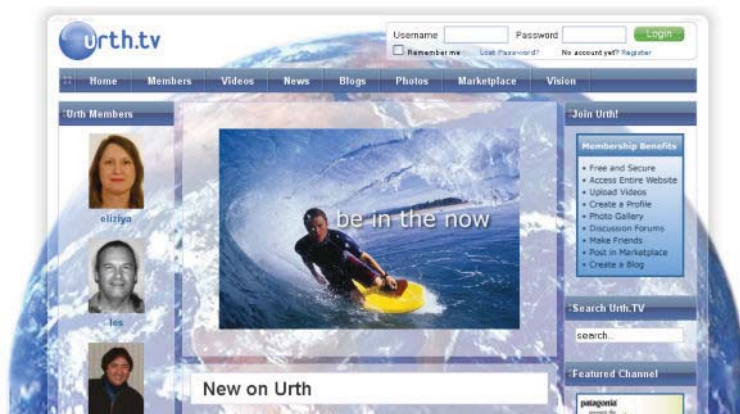 urth.tv
Username Password Login
Remember me Lost Password? No account yet? Register
Home Members Videos News Blogs Photos Marketplace Vision
Urth Members
eliziya
les
be in the now
New on Urth
Join Urth!
Membership Benefits
• Free and Secure
• Access Entire Website
• Upload Videos
• Create a Profile
• Photo Gallery
• Discussion Forums
• Make Friends
• Post in Marketplace
• Create a Blog
Search Urth.TV
search...
Featured Channel
patagonia